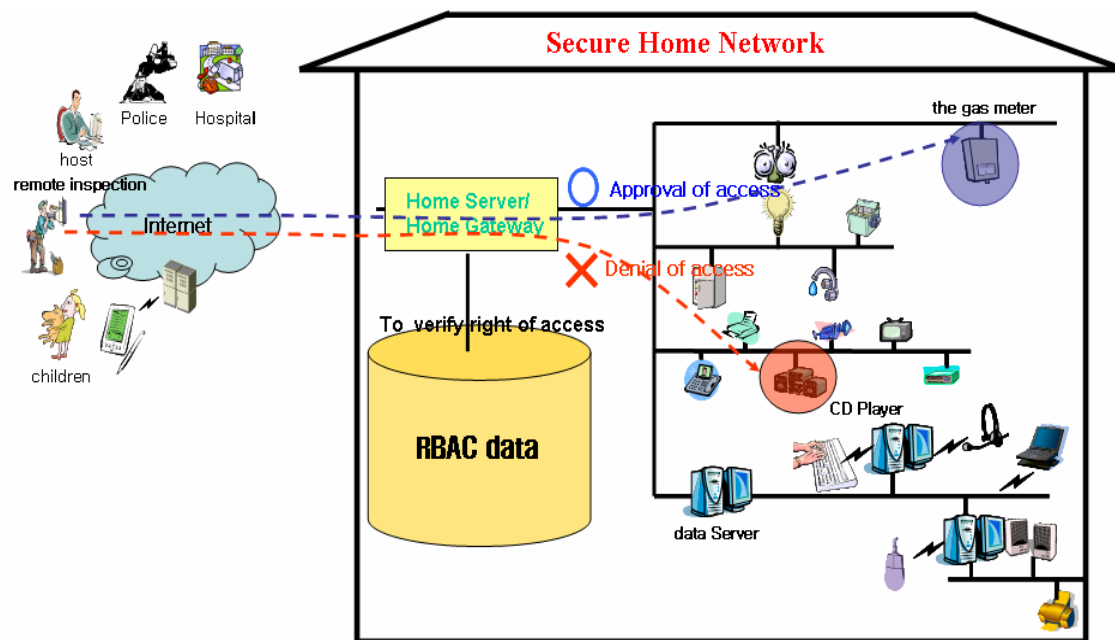 Secure Home Network
Police
Hospital
the gas meter
host
remote inspection
Internet
Home Server/
Home Gateway
Approval of access
Denial of access
To verify right of access
children
RBAC data
CD Player
data Server